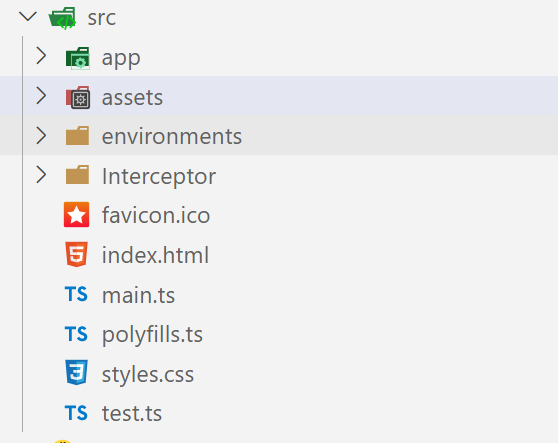 src
app
assets
environments
Interceptor
favicon.ico
index.html
TS main.ts
TS polyfills.ts
styles.css
TS test.ts